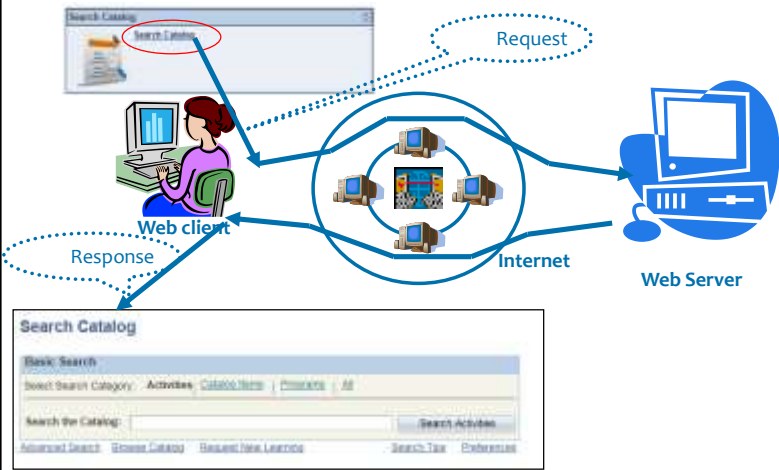 Search Catalog
Search Catalog
Request
Web client
Internet
Web Server
Response
Search Catalog
Basic Search
Select Search Category: Activities | Catalog Items | Programs | All
Search the Catalog: Search Activities
Advanced Search Browse Catalog Request New Learning Search Tips Preferences